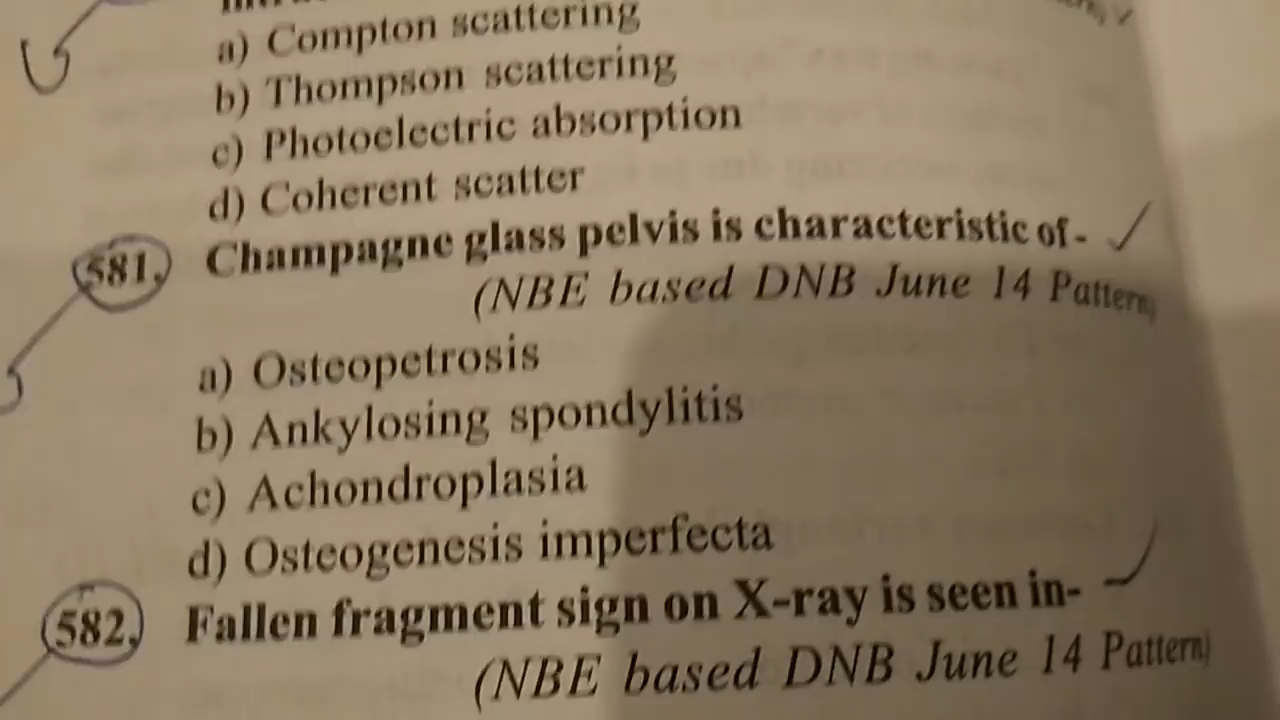 a) Compton scattering
b) Thompson scattering
c) Photoelectric absorption
d) Coherent scatter
581. Champagne glass pelvis is characteristic of-
(NBE based DNB June 14 Pattern)
a) Osteopetrosis
b) Ankylosing spondylitis
c) Achondroplasia
d) Osteogenesis imperfecta
582. Fallen fragment sign on X-ray is seen in-
(NBE based DNB June 14 Pattern)